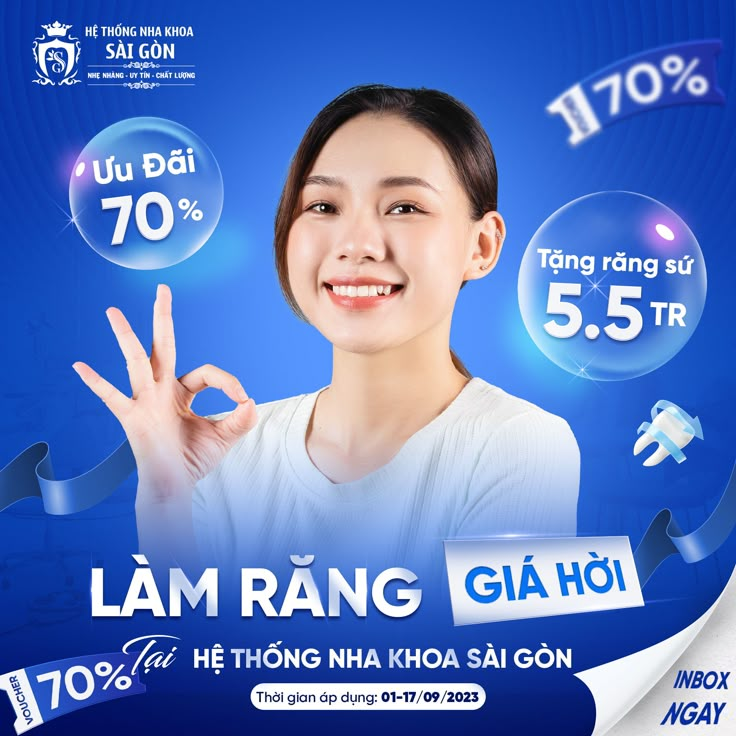 HỆ THỐNG NHA KHOA
SÀI GÒN
NHẸ NHÀNG - UY TÍN - CHẤT LƯỢNG
SG
70%
Ưu Đãi
70%
Tặng răng sứ
5.5 TR
LÀM RĂNG
GIÁ HỜI
Tại HỆ THỐNG NHA KHOA SÀI GÒN
VOUCHER
70%
Thời gian áp dụng: 01-17/09/2023
INBOX
NGAY